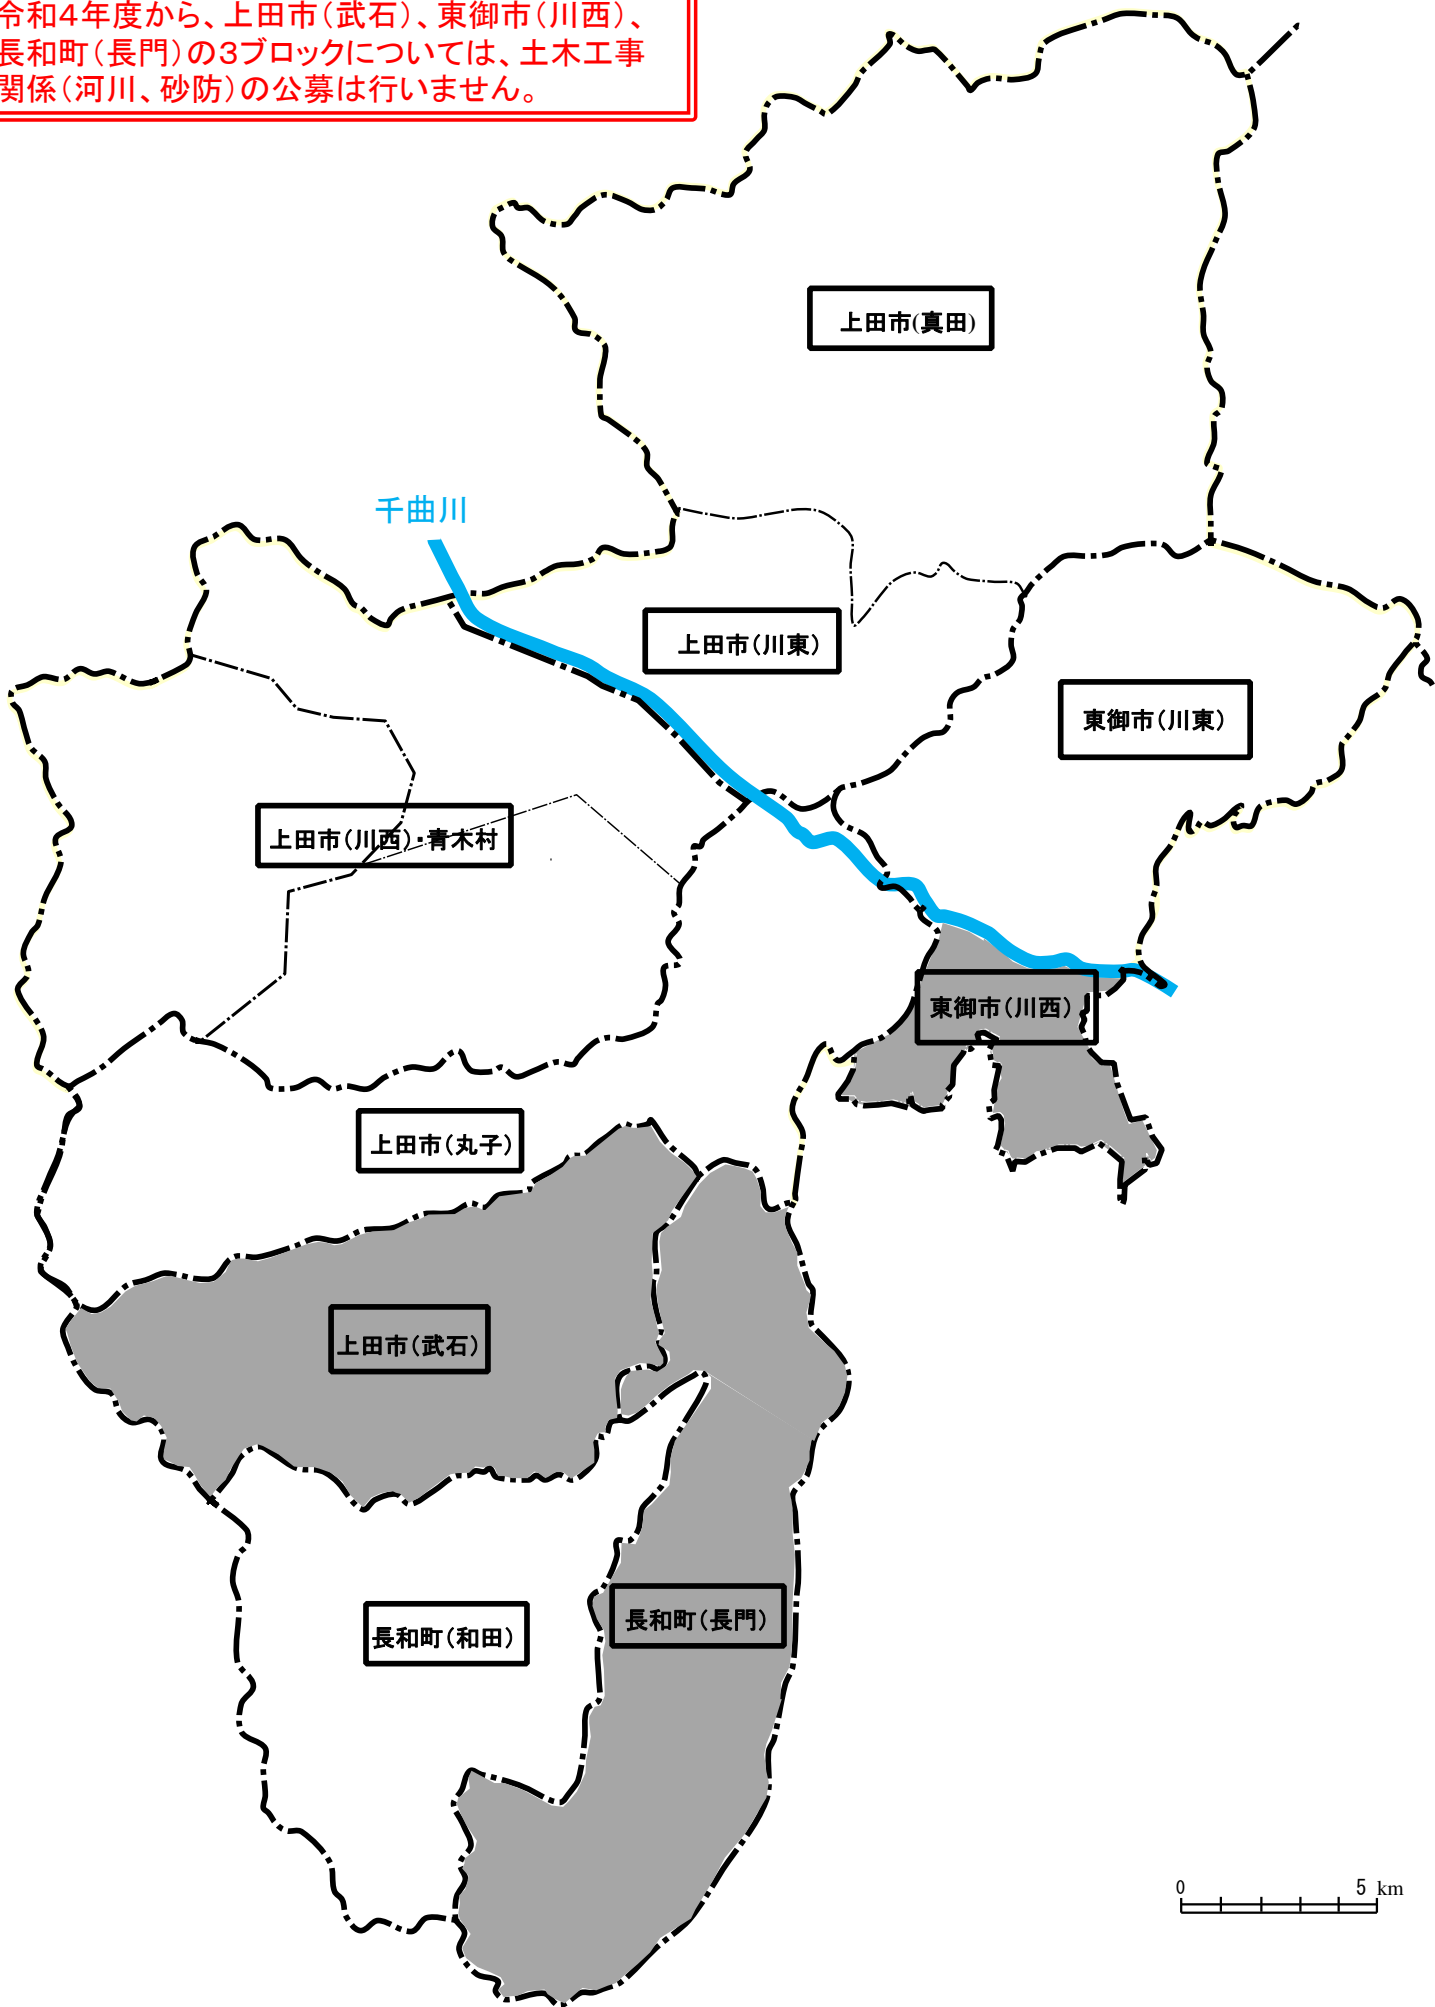 令和4年度から、上田市(武石)、東御市(川西)、
長和町(長門)の3ブロックについては、土木工事
関係(河川、砂防)の公募は行いません。
上田市(真田)
千曲川
上田市(川東)
東御市(川東)
上田市(川西)・青木村
東御市(川西)
上田市(丸子)
上田市(武石)
長和町(長門)
長和町(和田)
0 5 km